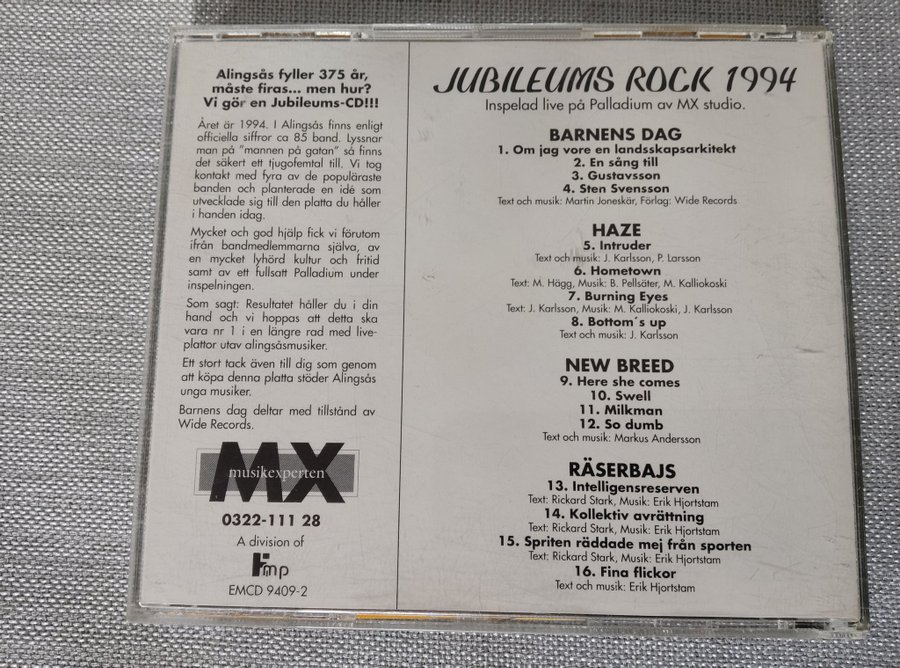 Alingsås fyller 375 år,
måste firas... men hur?
Vi gör en Jubileums-CD!!!
Året är 1994. I Alingsås finns enligt
officiella siffror ca 85 band. Lyssnar
man på "mannen på gatan" så finns
det säkert ett tjugofemtal till. Vi tog
kontakt med fyra av de populäraste
banden och planterade en idé som
utvecklade sig till den platta du håller
i handen idag.
Mycket och god hjälp fick vi förutom
ifrån bandmedlemmarna själva, av
en mycket lyhörd kultur och fritid
samt av ett fullsatt Palladium under
inspelningen.
Som sagt: Resultatet håller du i din
hand och vi hoppas att detta ska
vara nr 1 i en längre rad med live-
plattor utav alingsåsmusiker.
Ett stort tack även till dig som genom
att köpa denna platta stöder Alingsås
unga musiker.
Barnens dag deltar med tillstånd av
Wide Records.
MX
musikexperten
0322-111 28
A division of
fmp
EMCD 9409-2
JUBILEUMS ROCK 1994
Inspelad live på Palladium av MX studio.
BARNENS DAG
1. Om jag vore en landsskapsarkitekt
2. En sång till
3. Gustavsson
4. Sten Svensson
Text och musik: Martin Joneskär, Förlag: Wide Records
HAZE
5. Intruder
Text och musik: J. Karlsson, P. Larsson
6. Hometown
Text: M. Hägg, Musik: B. Pellsäter, M. Kalliokoski
7. Burning Eyes
Text: J. Karlsson, Musik: M. Kalliokoski, J. Karlsson
8. Bottom´s up
Text och musik: J. Karlsson
NEW BREED
9. Here she comes
10. Swell
11. Milkman
12. So dumb
Text och musik: Markus Andersson
RÄSERBAJS
13. Intelligensreserven
Text: Rickard Stark, Musik: Erik Hjortstam
14. Kollektiv avrättning
Text: Rickard Stark, Musik: Erik Hjortstam
15. Spriten räddade mej från sporten
Text: Rickard Stark, Musik: Erik Hjortstam
16. Fina flickor
Text och musik: Erik Hjortstam